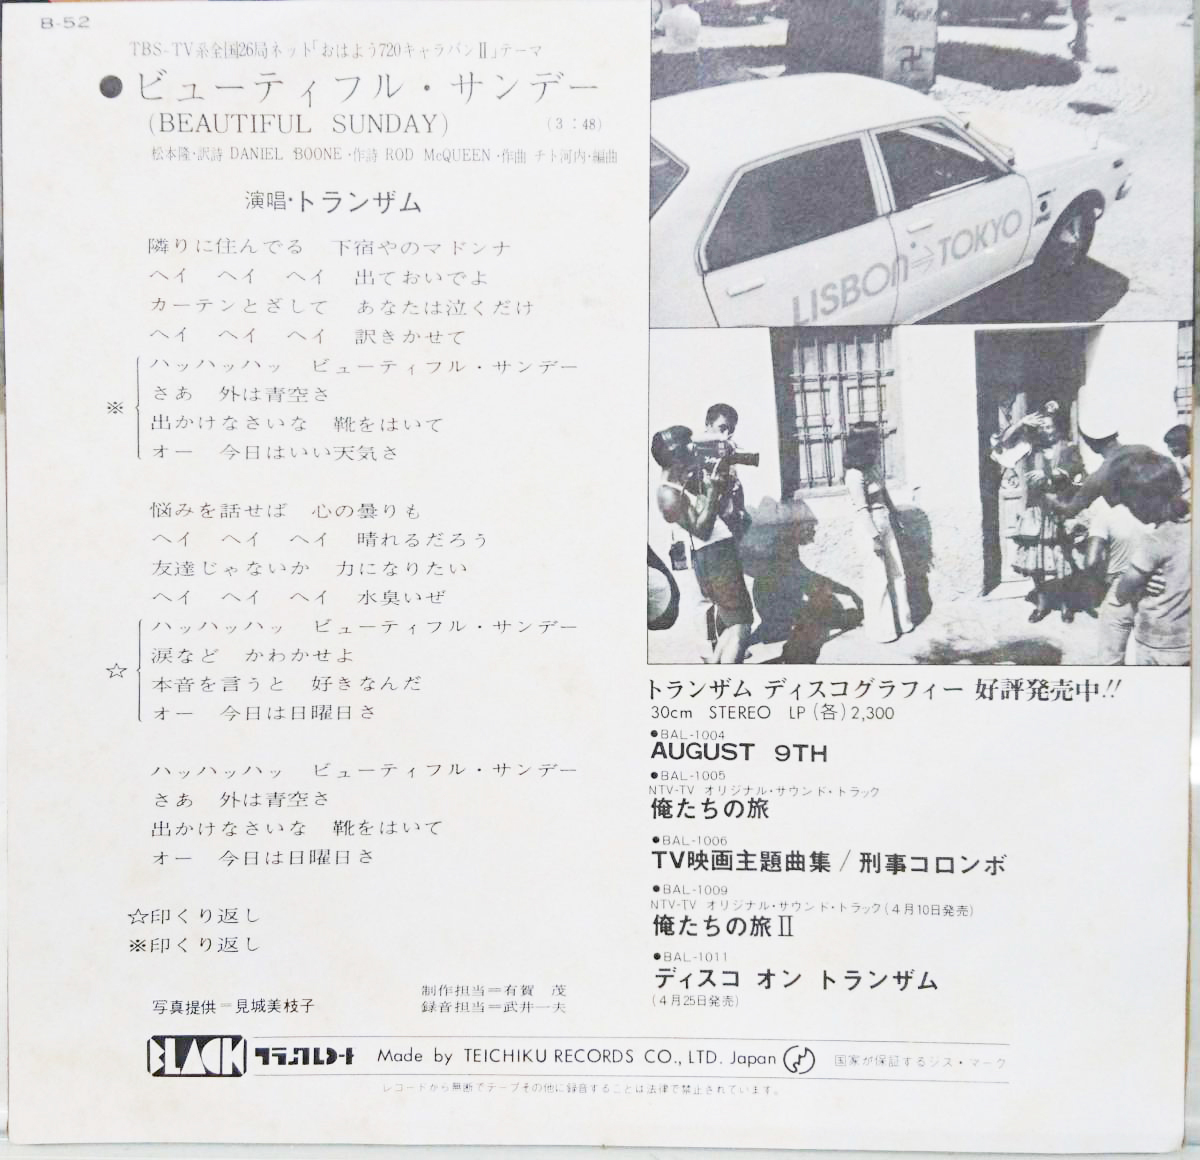 B-52
TBS-TV系全国26局ネット「おはよう720キャラバンⅡ」テーマ
●ビューティフル・サンデー
(BEAUTIFUL SUNDAY) (3:48)
松本隆・訳詩 DANIEL BOONE・作詩 ROD McQUEEN・作曲 チト河内・編曲
演唱・トランザム
隣りに住んでる 下宿やのマドンナ
ヘイ ヘイ ヘイ 出ておいでよ
カーテンとざして あなたは泣くだけ
ヘイ ヘイ ヘイ 訳きかせて
ハッハッハッ ビューティフル・サンデー
さあ 外は青空さ
※
出かけなさいな 靴をはいて
オー 今日はいい天気さ
悩みを話せば 心の曇りも
ヘイ ヘイ ヘイ 晴れるだろう
友達じゃないか 力になりたい
ヘイ ヘイ ヘイ 水臭いぜ
ハッハッハッ ビューティフル・サンデー
涙など かわかせよ
☆
本音を言うと 好きなんだ
オー 今日は日曜日さ
ハッハッハッ ビューティフル・サンデー
さあ 外は青空さ
出かけなさいな 靴をはいて
オー 今日は日曜日さ
☆印くり返し
※印くり返し
写真提供=見城美枝子
制作担当=有賀 茂
録音担当=武井一夫
LISBON⇒TOKYO
トランザム ディスコグラフィー 好評発売中!!
30cm STEREO LP(各)2,300
●BAL-1004
AUGUST 9TH
●BAL-1005
NTV-TV オリジナル・サウンド・トラック
俺たちの旅
●BAL-1006
TV映画主題曲集/刑事コロンボ
●BAL-1009
NTV-TV オリジナル・サウンド・トラック(4月10日発売)
俺たちの旅Ⅱ
●BAL-1011
ディスコ オン トランザム
(4月25日発売)
BLACK ブラックレコード Made by TEICHIKU RECORDS CO., LTD. Japan 国家が保証するジス・マーク
レコードから無断でテープその他に録音することは法律で禁止されています。